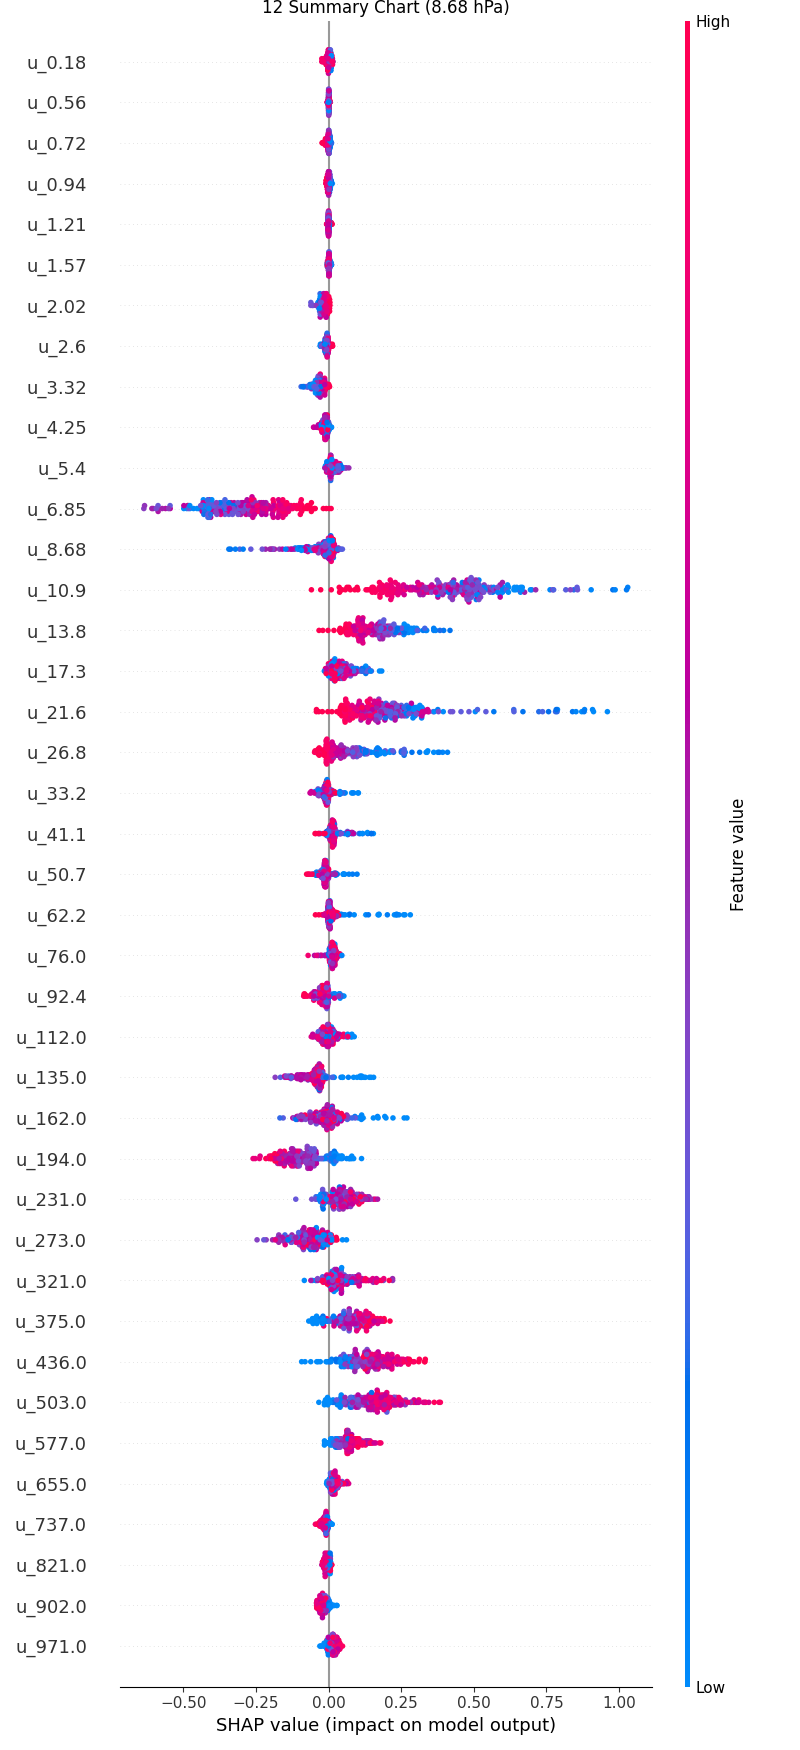 12 Summary Chart (8.68 hPa)
High
u_0.18
u_0.56
u_0.72
u_0.94
u_1.21
u_1.57
u_2.02
u_2.6
u_3.32
u_4.25
u_5.4
u_6.85
u_8.68
u_10.9
u_13.8
u_17.3
u_21.6
u_26.8
u_33.2
u_41.1
u_50.7
u_62.2
u_76.0
u_92.4
u_112.0
u_135.0
u_162.0
u_194.0
u_231.0
u_273.0
u_321.0
u_375.0
u_436.0
u_503.0
u_577.0
u_655.0
u_737.0
u_821.0
u_902.0
u_971.0
Feature value
Low
−0.50 −0.25 0.00 0.25 0.50 0.75 1.00
SHAP value (impact on model output)